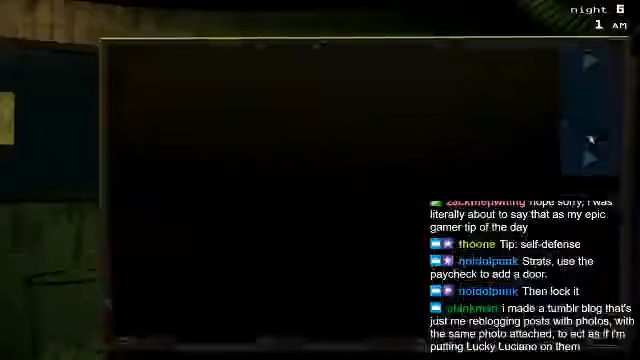 night 6
1 AM
nope sorry, i was
literally about to say that as my epic
gamer tip of the day
thoone Tip: self-defense
Strats, use the
paycheck to add a door.
Then lock it
i made a tumblr blog that's
just me reblogging posts with photos, with
the same photo attached, to act as if I'm
putting Lucky Luciano on them